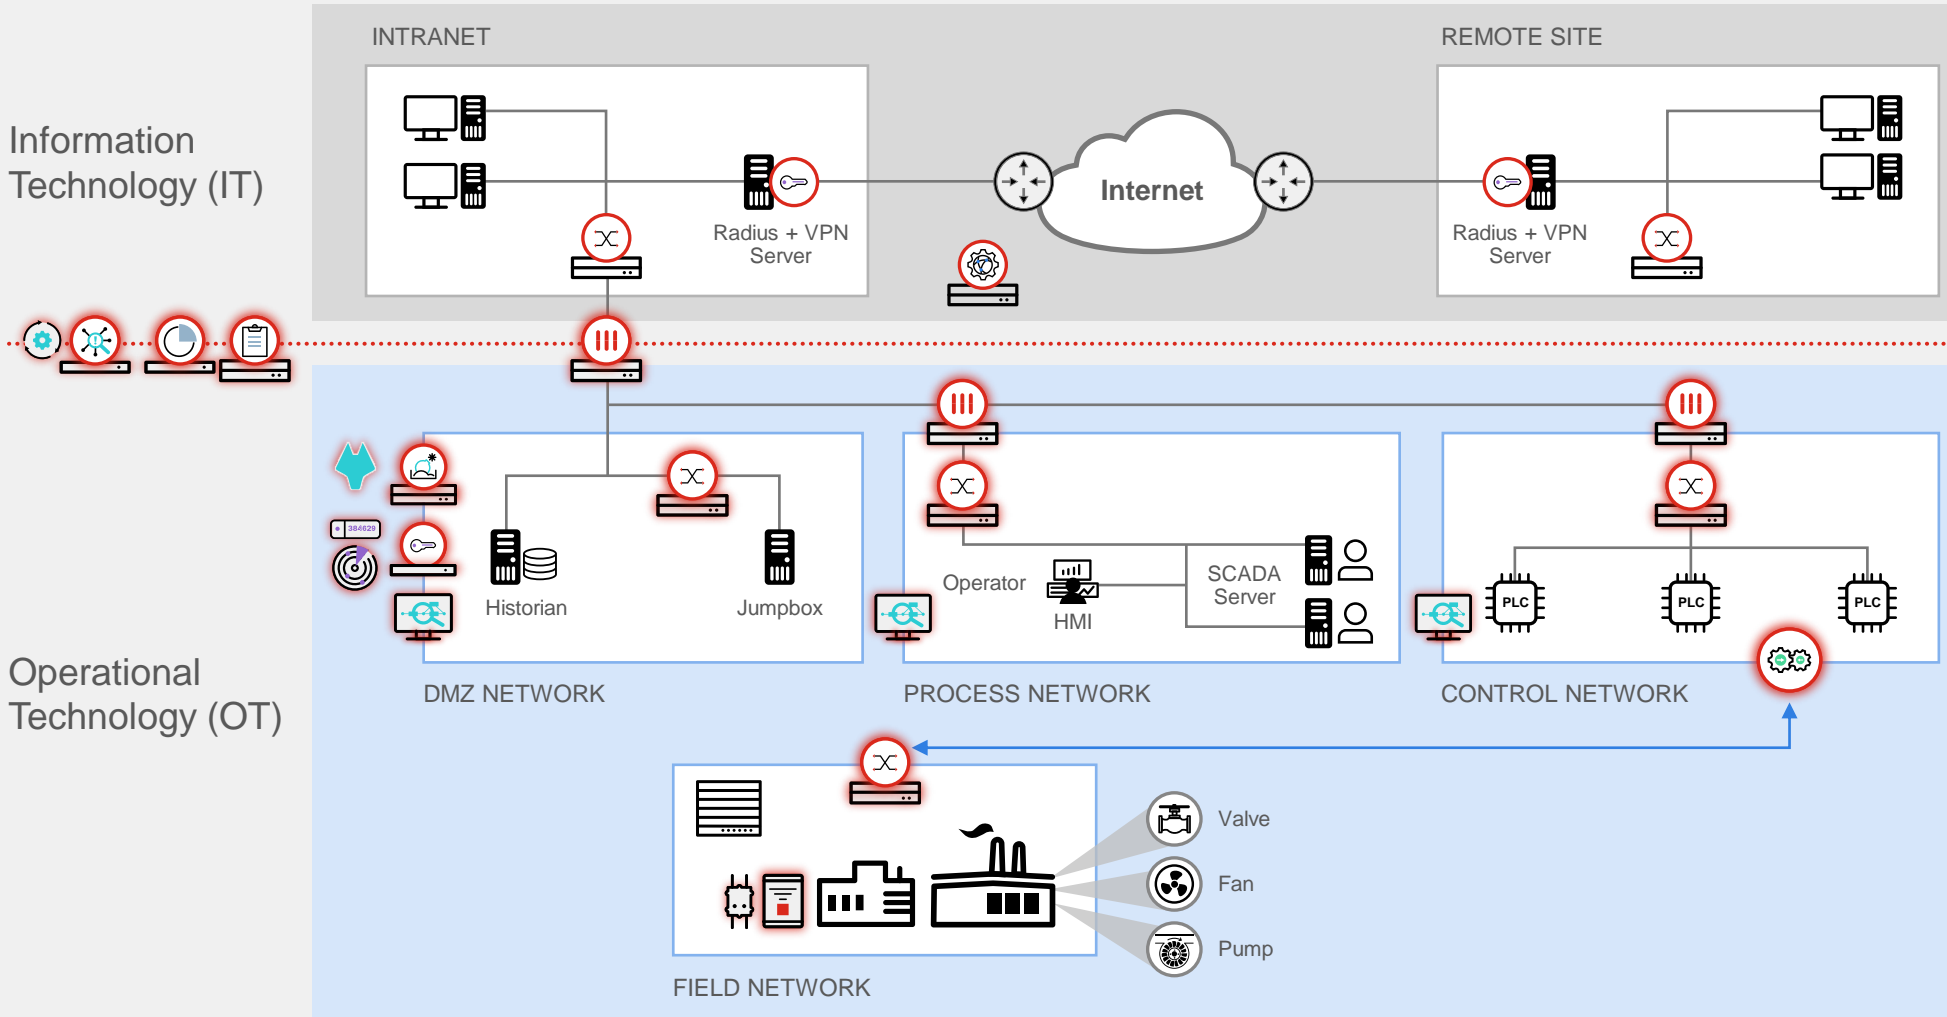 INTRANET
REMOTE SITE
Information
Technology (IT)
Internet
Radius + VPN
Server
Radius + VPN
Server
384629
Historian
Jumpbox
Operator
HMI
SCADA
Server
PLC
PLC
PLC
Operational
Technology (OT)
DMZ NETWORK
PROCESS NETWORK
CONTROL NETWORK
Valve
Fan
Pump
FIELD NETWORK